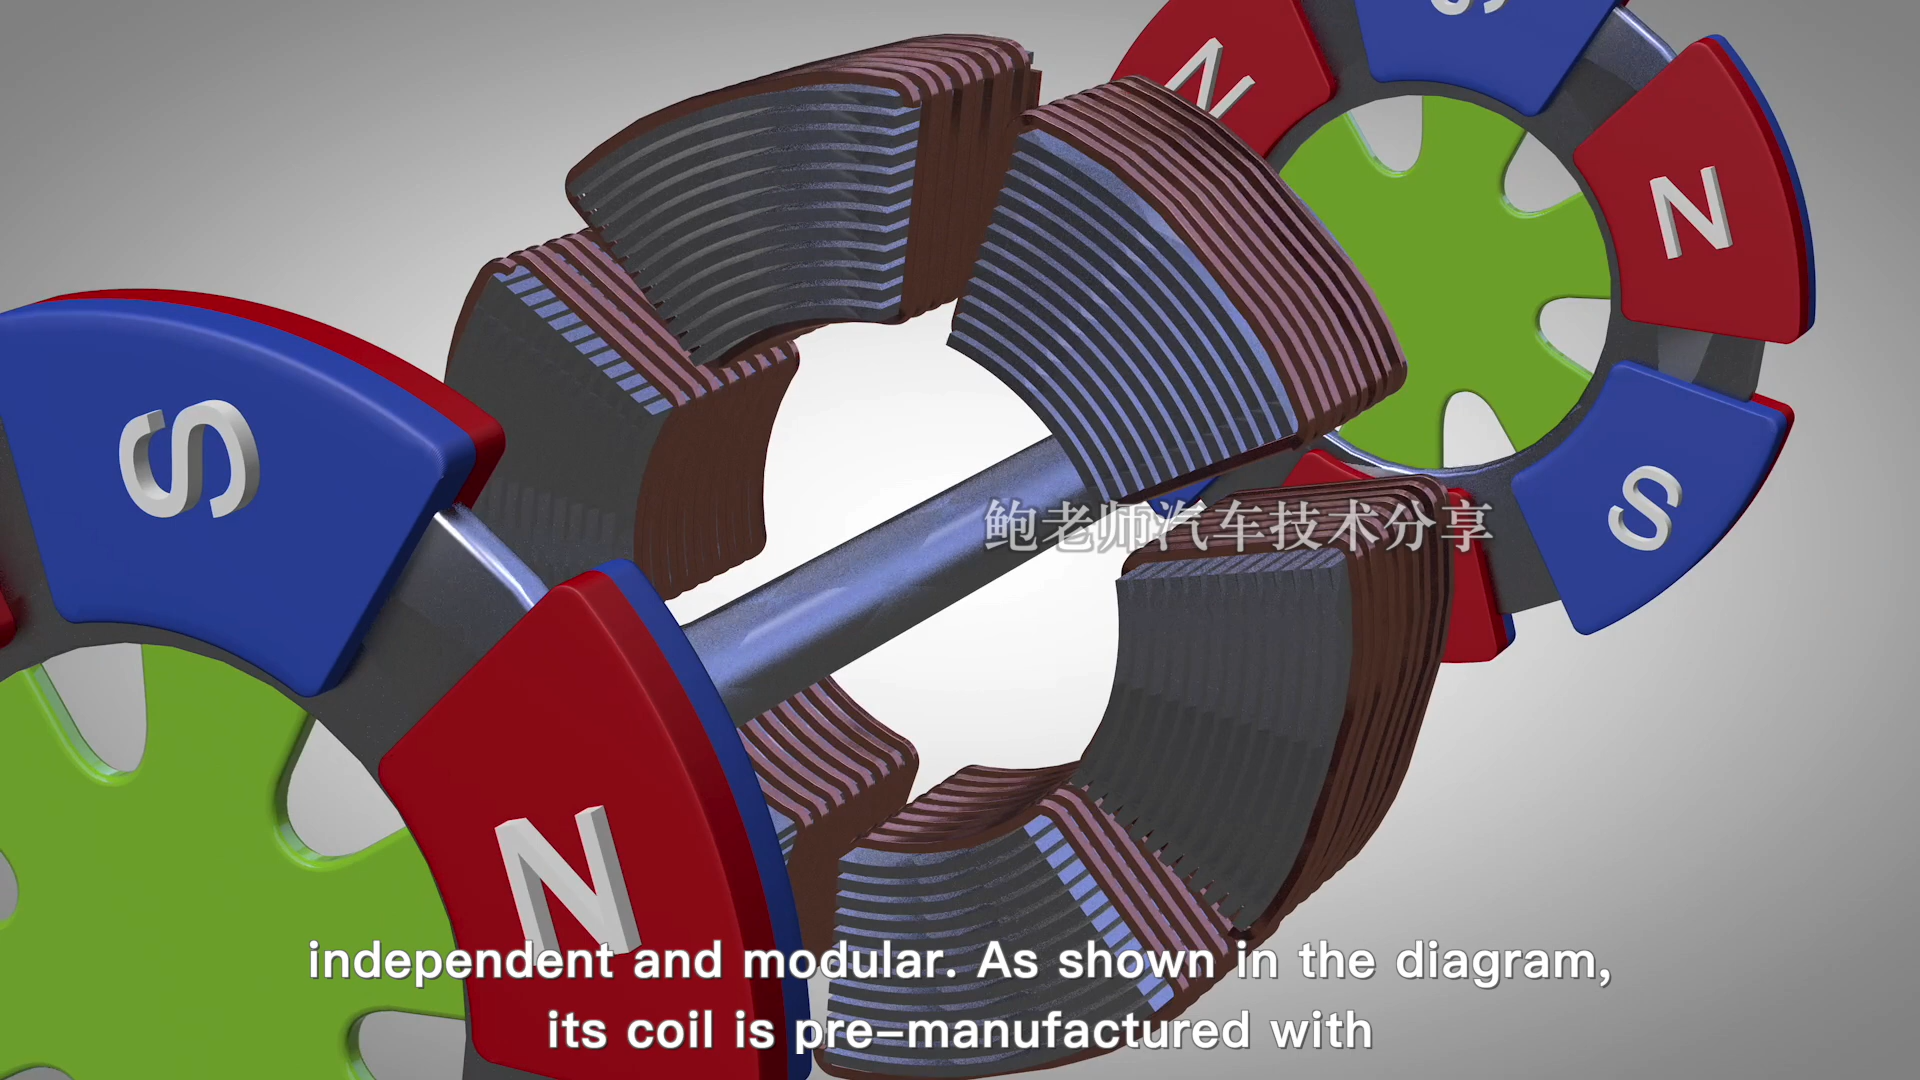 S
N
N
S
N
S
鲍老师汽车技术分享
independent and modular. As shown in the diagram,
its coil is pre-manufactured with